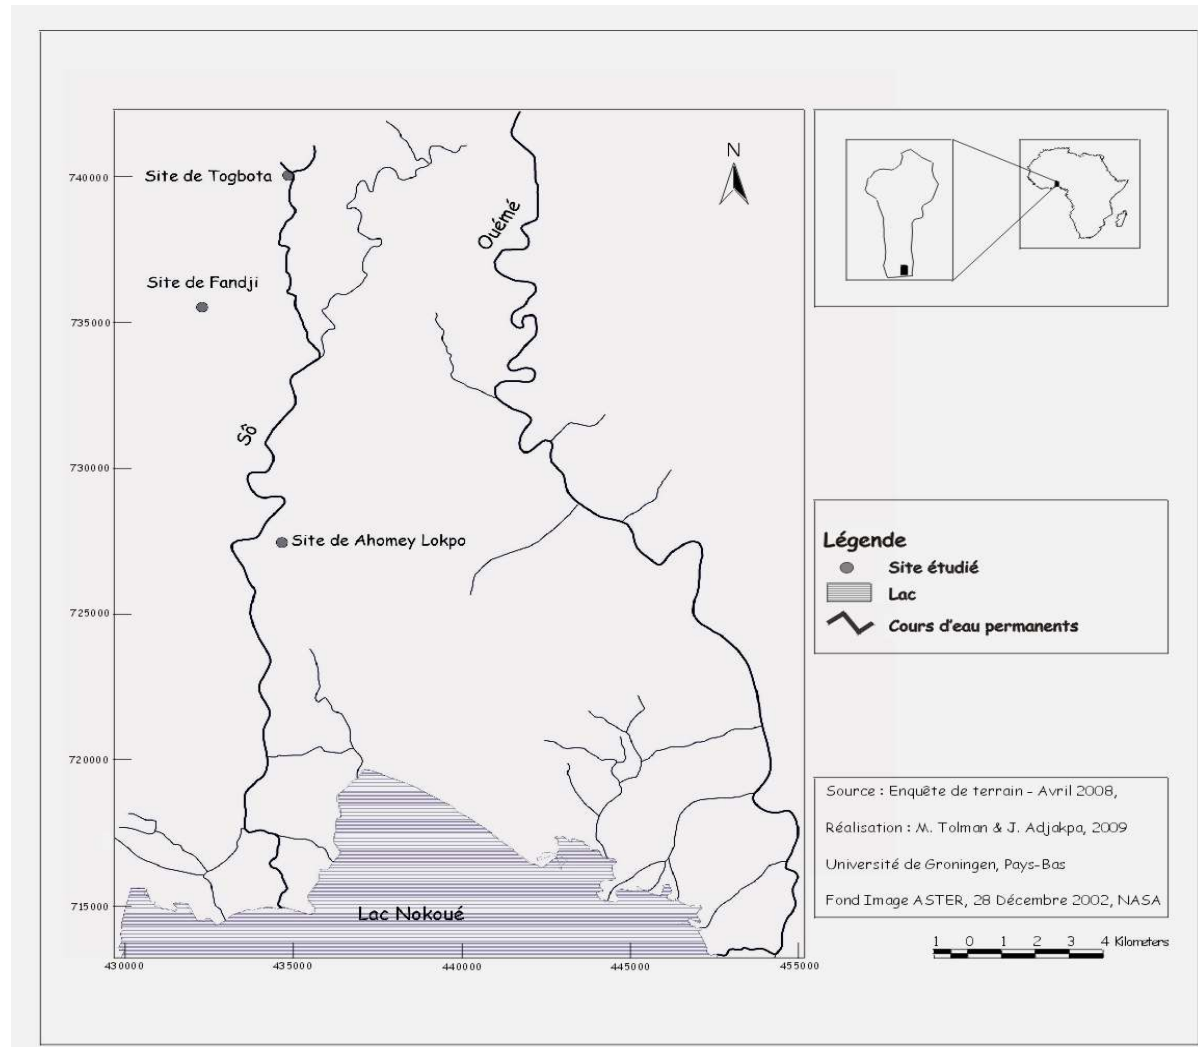 N
740000
Site de Togbota
Ouémé
Site de Fandji
735000
Sô
730000
Site de Ahomey Lokpo
725000
720000
715000
Lac Nokoué
430000
435000
440000
445000
455000
Légende
Site étudié
Lac
Cours d'eau permanents
Source : Enquête de terrain - Avril 2008,
Réalisation : M. Tolman & J. Adjakpa, 2009
Université de Groningen, Pays-Bas
Fond Image ASTER, 28 Décembre 2002, NASA
1 0 1 2 3 4 Kilometers